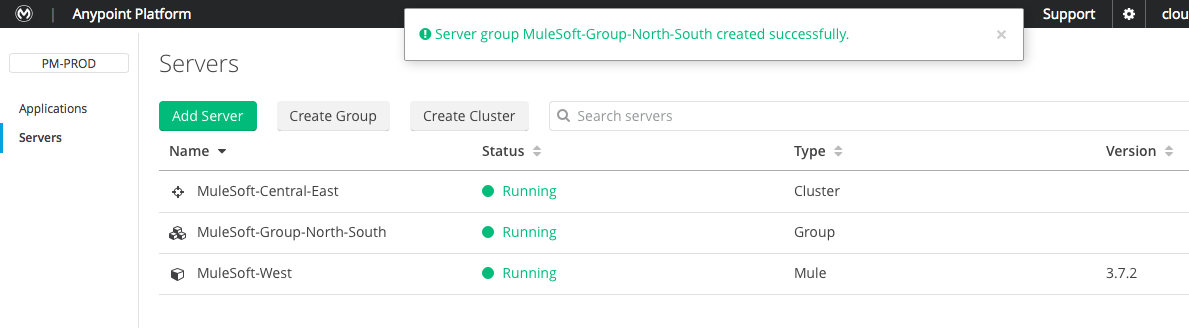 Anypoint Platform
Support
clou
Server group MuleSoft-Group-North-South created successfully.
PM-PROD
Applications
Servers
Servers
Add Server Create Group Create Cluster Search servers
Name Status Type Version
MuleSoft-Central-East Running Cluster
MuleSoft-Group-North-South Running Group
MuleSoft-West Running Mule 3.7.2